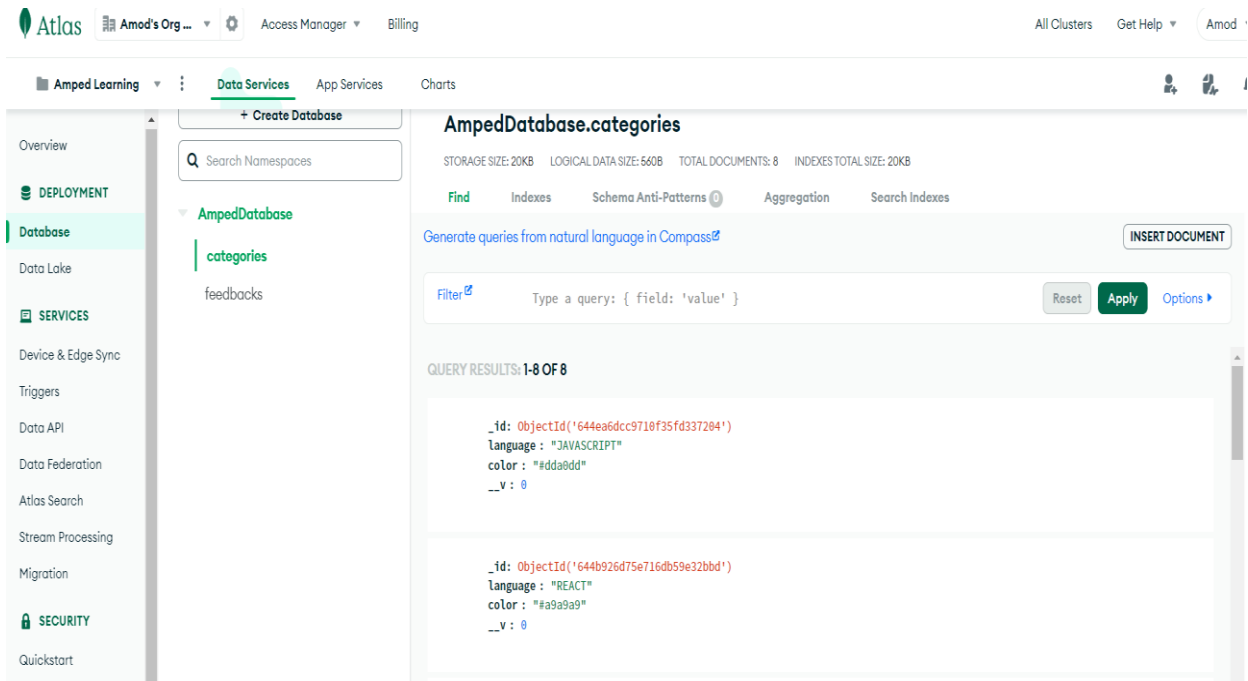 Atlas
Amod's Org ...
Access Manager
Billing
All Clusters
Get Help
Amod
Amped Learning
Data Services
App Services
Charts
Overview
DEPLOYMENT
Database
Data Lake
SERVICES
Device & Edge Sync
Triggers
Data API
Data Federation
Atlas Search
Stream Processing
Migration
SECURITY
Quickstart
+ Create Database
Search Namespaces
AmpedDatabase
categories
feedbacks
AmpedDatabase.categories
STORAGE SIZE: 20KB LOGICAL DATA SIZE: 560B TOTAL DOCUMENTS: 8 INDEXES TOTAL SIZE: 20KB
Find Indexes Schema Anti-Patterns 0 Aggregation Search Indexes
Generate queries from natural language in Compass
INSERT DOCUMENT
Filter
Type a query: { field: 'value' }
Reset
Apply
Options
QUERY RESULTS: 1-8 OF 8
_id: ObjectId('644ea6dcc9710f35fd337204')
language : "JAVASCRIPT"
color : "#dda0dd"
__v : 0
_id: ObjectId('644b926d75e716db59e32bbd')
language : "REACT"
color : "#a9a9a9"
__v : 0